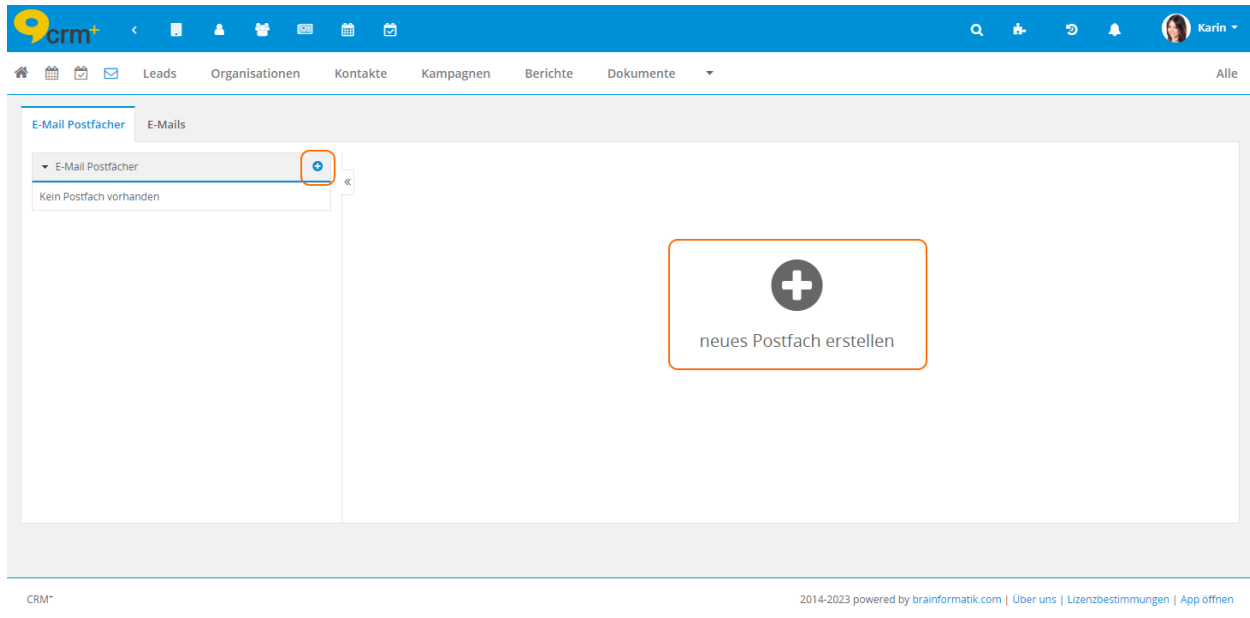 crm+
Karin
Leads Organisationen Kontakte Kampagnen Berichte Dokumente Alle
E-Mail Postfächer E-Mails
E-Mail Postfächer
Kein Postfach vorhanden
neues Postfach erstellen
CRM+ 2014-2023 powered by brainformatik.com | Über uns | Lizenzbestimmungen | App öffnen